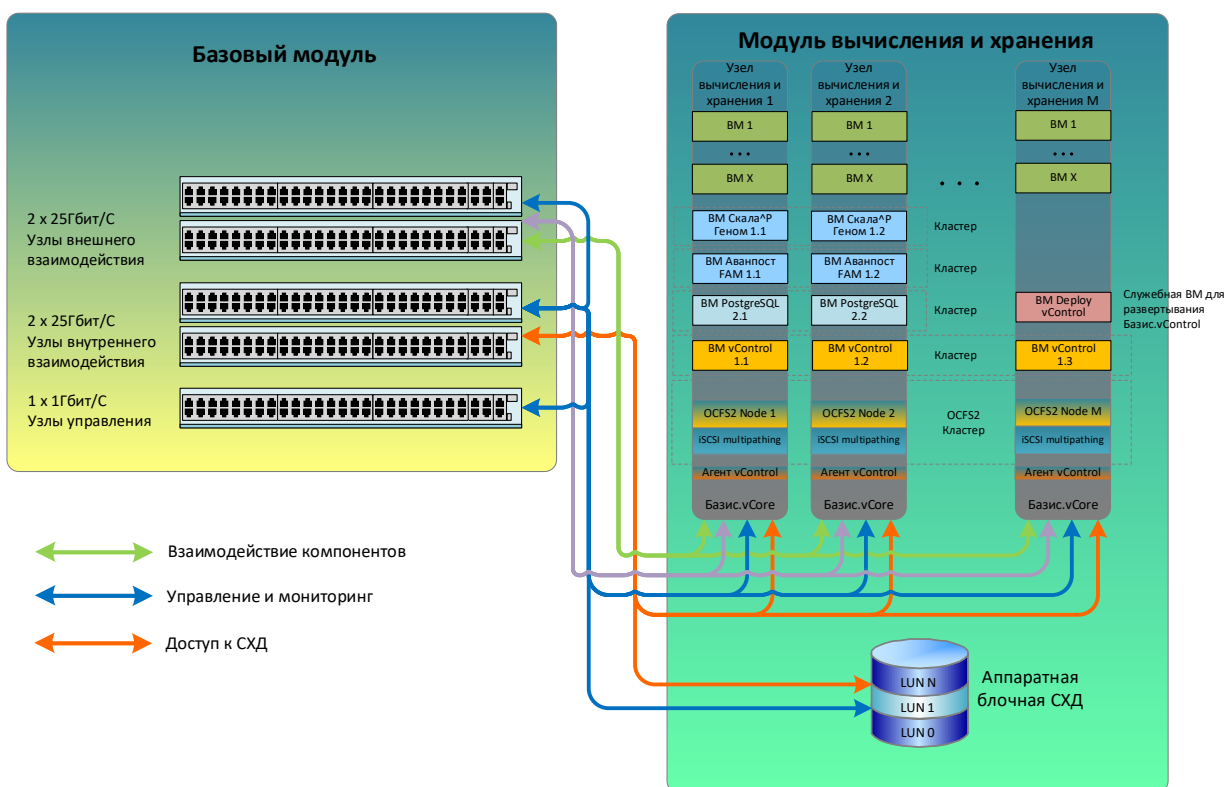 Базовый модуль
2 x 25Гбит/С
Узлы внешнего
взаимодействия
2 x 25Гбит/С
Узлы внутреннего
взаимодействия
1 x 1Гбит/С
Узлы управления
Взаимодействие компонентов
Управление и мониторинг
Доступ к СХД
Модуль вычисления и хранения
Узел
вычисления и
хранения 1
ВМ 1
...
ВМ X
ВМ Скала^Р
Геном 1.1
ВМ Аванпост
FAM 1.1
ВМ PostgreSQL
2.1
ВМ vControl
1.1
OCFS2 Node 1
iSCSI multipathing
Агент vControl
Базис.vCore
Узел
вычисления и
хранения 2
ВМ 1
...
ВМ X
ВМ Скала^Р
Геном 1.2
ВМ Аванпост
FAM 1.2
ВМ PostgreSQL
2.2
ВМ vControl
1.2
OCFS2 Node 2
iSCSI multipathing
Агент vControl
Базис.vCore
. . .
Кластер
Кластер
Кластер
Кластер
OCFS2
Кластер
Узел
вычисления и
хранения М
ВМ 1
...
ВМ X
ВМ Deploy
vControl
ВМ vControl
1.3
OCFS2 Node M
iSCSI multipathing
Агент vControl
Базис.vCore
Служебная ВМ для
развертывания
Базис.vControl
LUN N
LUN 1
LUN 0
Аппаратная
блочная СХД